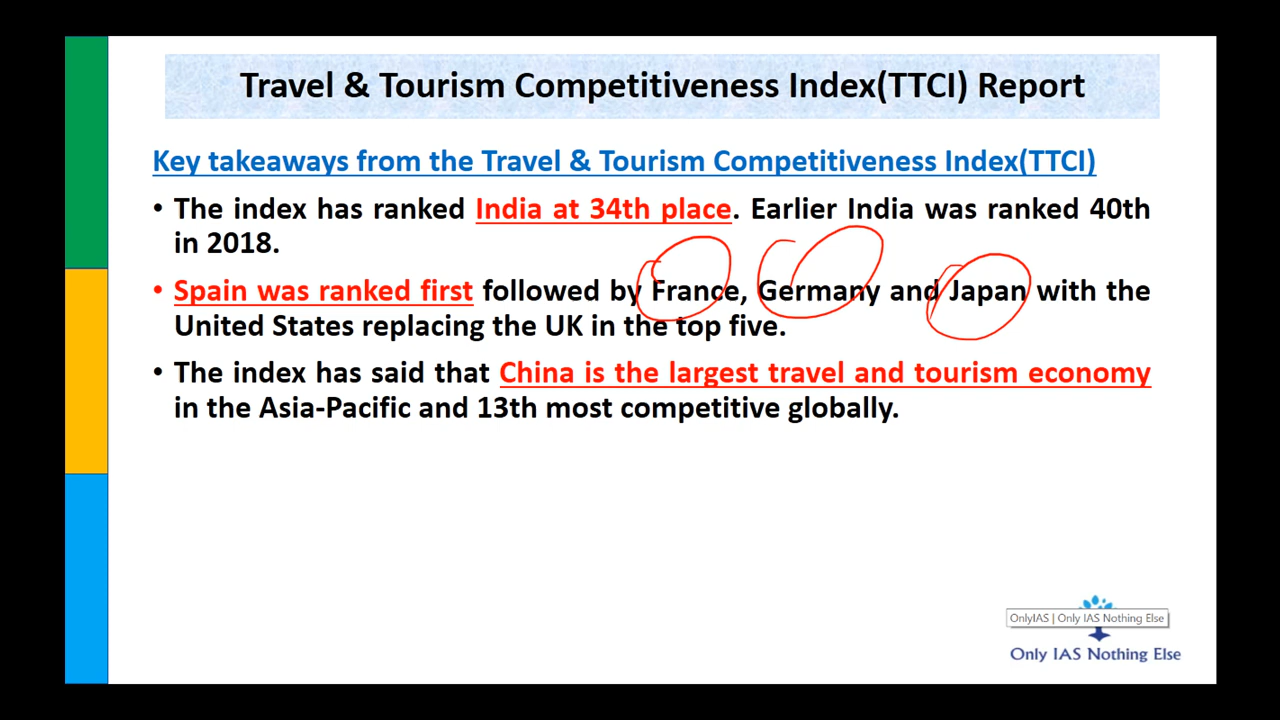 Travel & Tourism Competitiveness Index(TTCI) Report
Key takeaways from the Travel & Tourism Competitiveness Index(TTCI)
• The index has ranked India at 34th place. Earlier India was ranked 40th
in 2018.
• Spain was ranked first followed by France, Germany and Japan with the
United States replacing the UK in the top five.
• The index has said that China is the largest travel and tourism economy
in the Asia-Pacific and 13th most competitive globally.
OnlyIAS | Only IAS Nothing Else
Only IAS Nothing Else